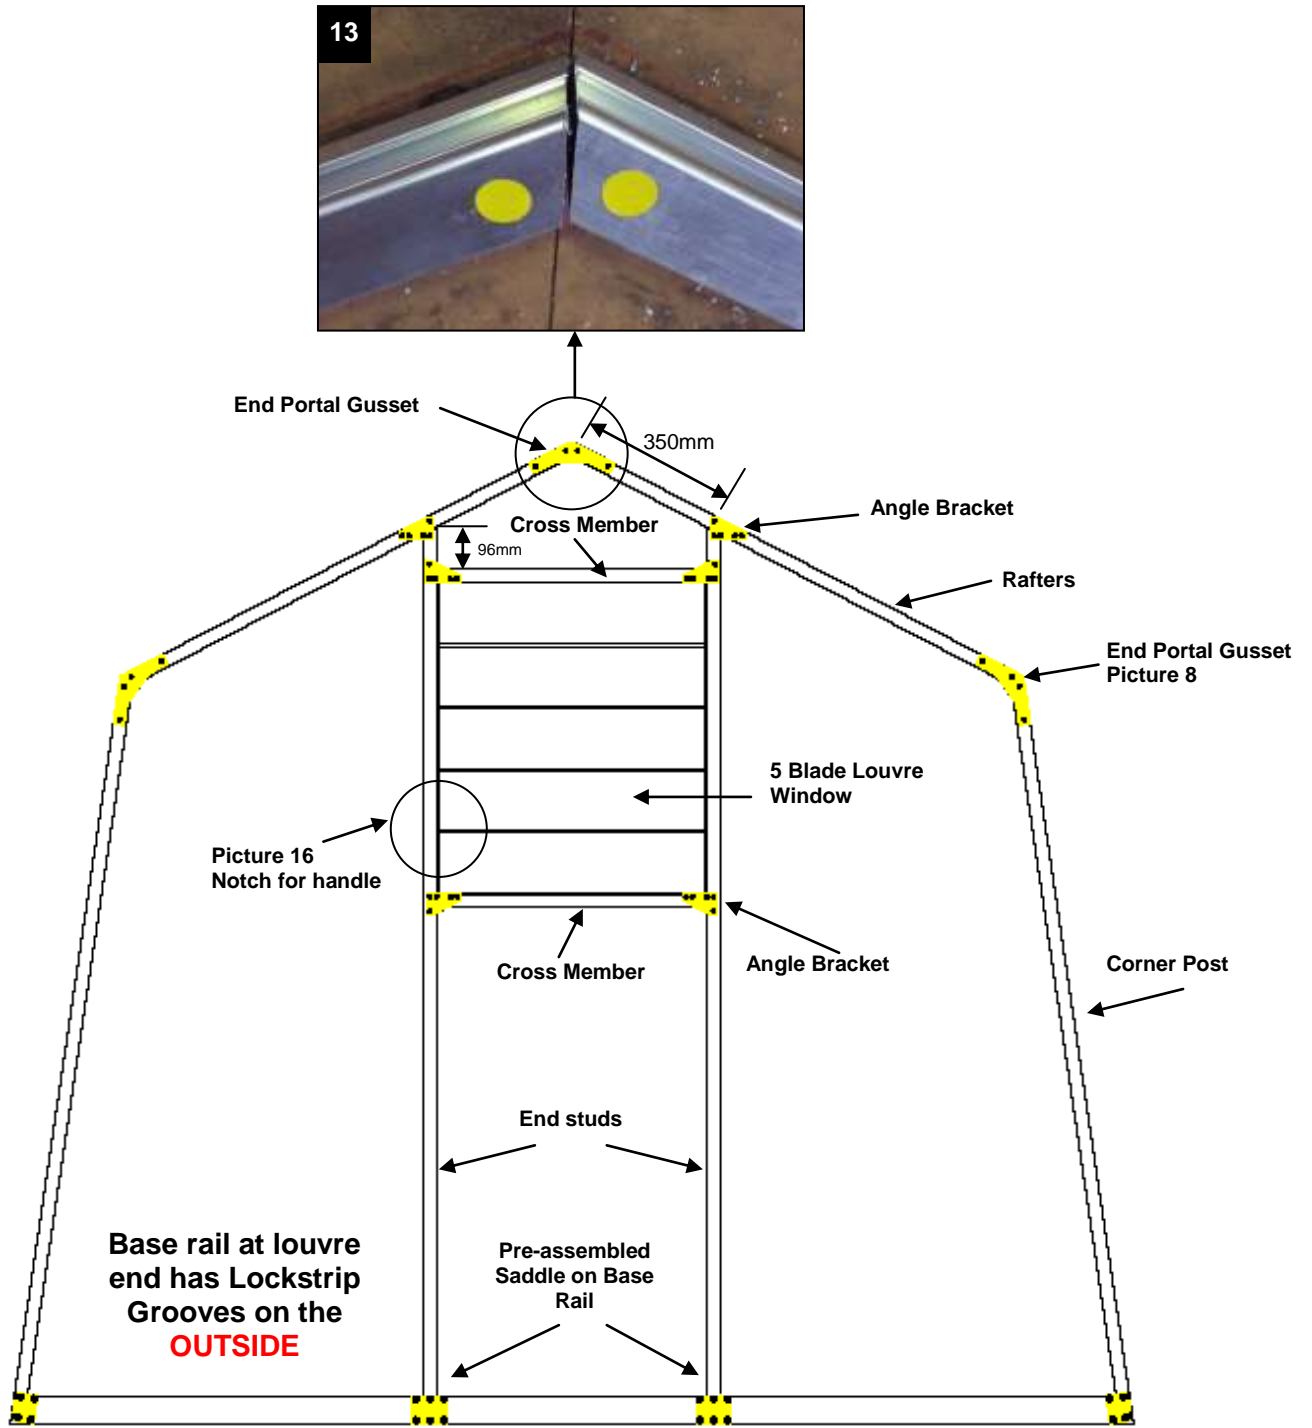 13
End Portal Gusset
350mm
Angle Bracket
Cross Member
96mm
Rafters
End Portal Gusset
Picture 8
5 Blade Louvre
Window
Picture 16
Notch for handle
Cross Member
Angle Bracket
Corner Post
End studs
Base rail at louvre
end has Lockstrip
Grooves on the
OUTSIDE
Pre-assembled
Saddle on Base
Rail